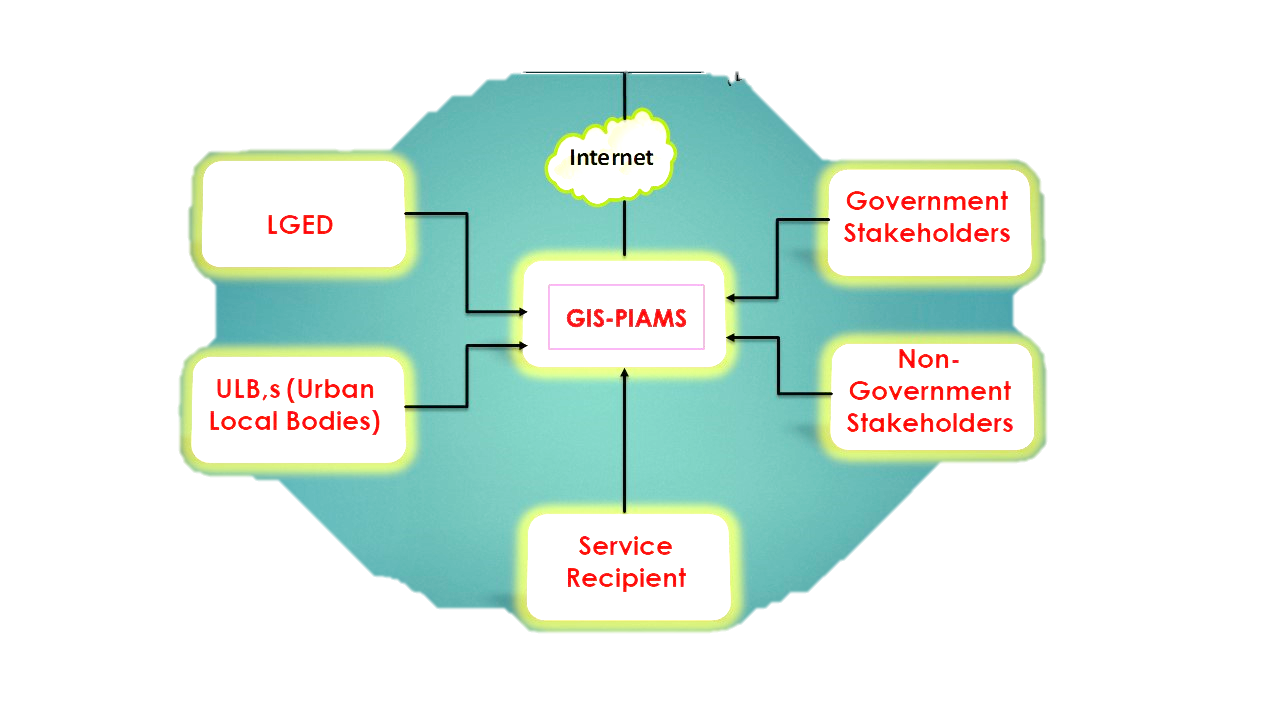 Internet
LGED
Government
Stakeholders
GIS-PIAMS
ULB,s (Urban
Local Bodies)
Non-
Government
Stakeholders
Service
Recipient